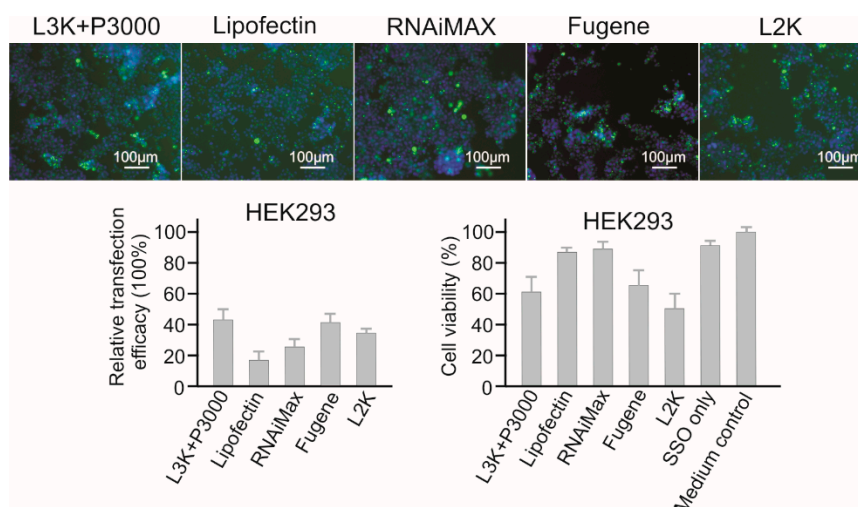 L3K+P3000 Lipofectin RNAiMAX Fugene L2K
100μm 100μm 100μm 100μm 100μm
HEK293
Relative transfection
efficacy (100%)
100
80
60
40
20
0
L3K+P3000
Lipofectin
RNAiMax
Fugene
L2K
HEK293
Cell viability (%)
100
80
60
40
20
0
L3K+P3000
Lipofectin
RNAiMax
Fugene
L2K
SSO only
Medium control